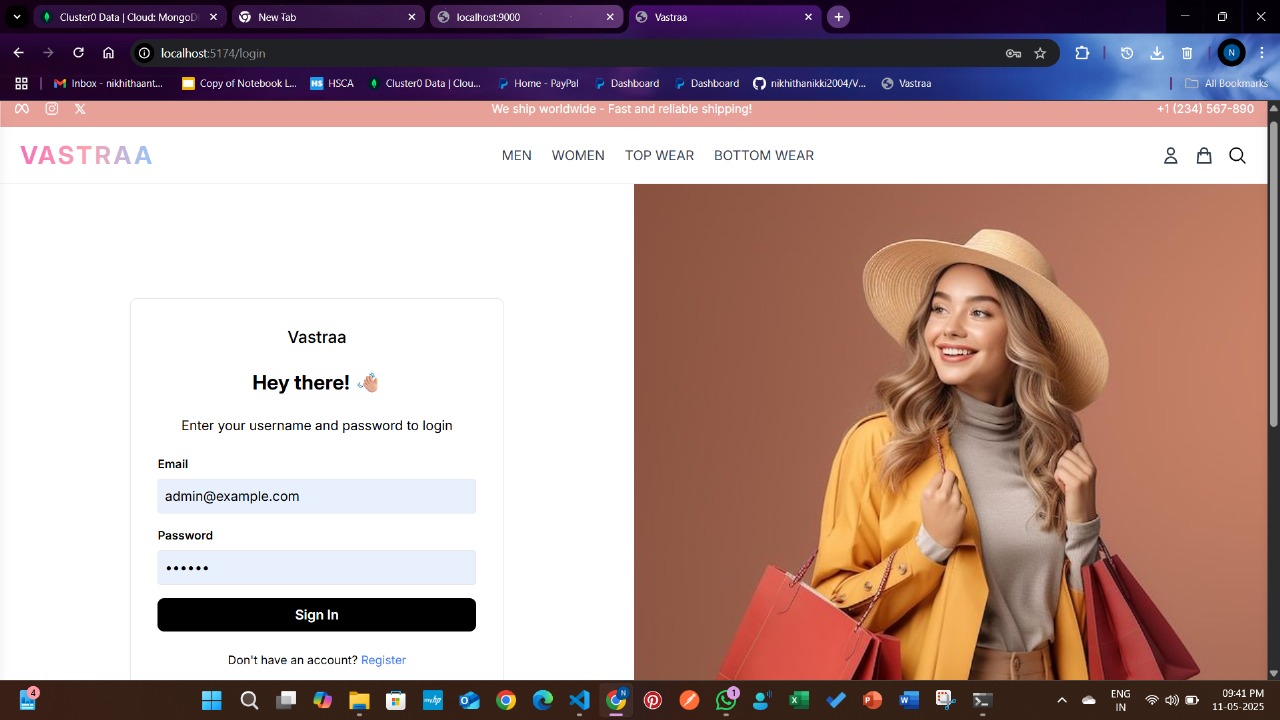 Cluster0 Data | Cloud: MongoD
New Tab
localhost:9000
Vastraa
localhost:5174/login
N
Inbox - nikhithaant...
Copy of Notebook L...
HS HSCA
Cluster0 Data | Clou...
Home - PayPal
Dashboard
Dashboard
nikhithanikki2004/V...
Vastraa
All Bookmarks
We ship worldwide - Fast and reliable shipping!
+1 (234) 567-890
VASTRAA
MEN
WOMEN
TOP WEAR
BOTTOM WEAR
Vastraa
Hey there! 👋🏼
Enter your username and password to login
Email
admin@example.com
Password
••••••
Sign In
Don't have an account? Register
4
myhp
N
1
ENG
IN
09:41 PM
11-05-2025